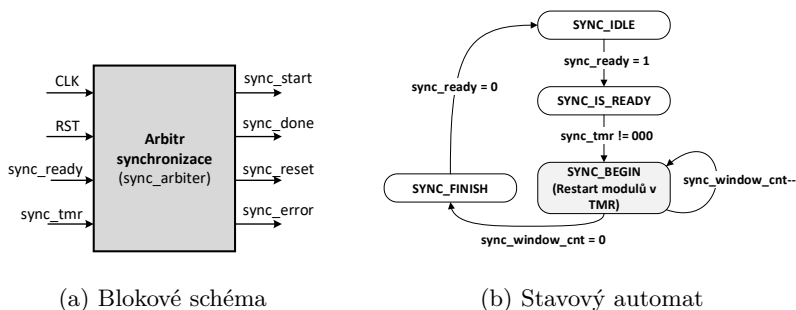 CLK
RST
sync_ready
sync_tmr
Arbitr
synchronizace
(sync_arbiter)
sync_start
sync_done
sync_reset
sync_error
(a) Blokové schéma
SYNC_IDLE
sync_ready = 1
sync_ready = 0
SYNC_IS_READY
sync_tmr != 000
SYNC_BEGIN
(Restart modulů v
TMR)
sync_window_cnt--
SYNC_FINISH
sync_window_cnt = 0
(b) Stavový automat